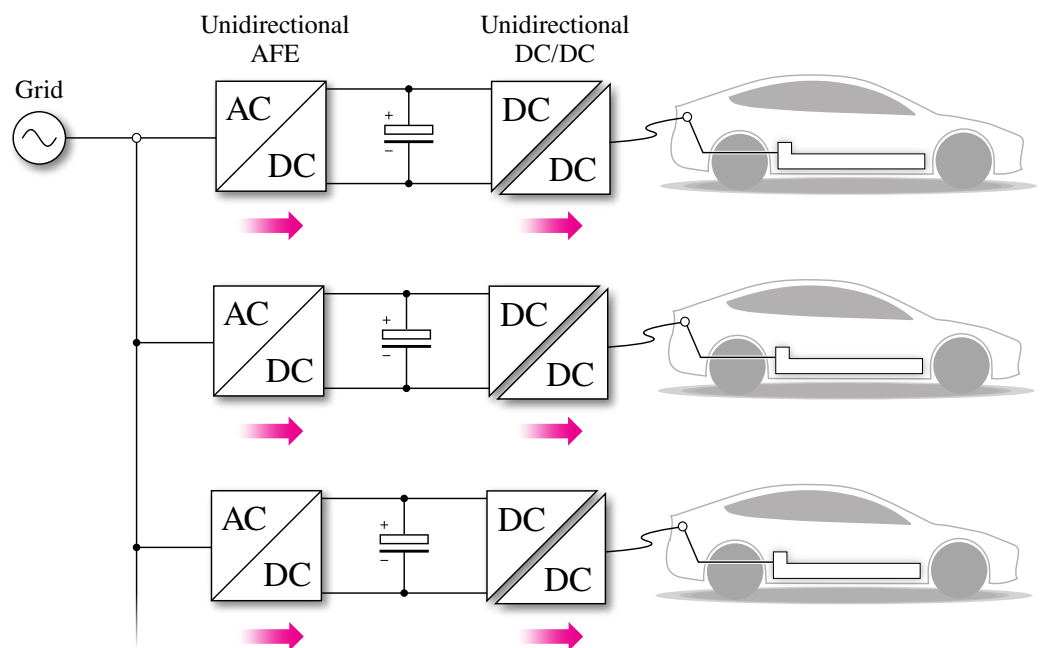 Unidirectional
AFE
Unidirectional
DC/DC
Grid
AC
DC
+
−
DC
DC
AC
DC
+
−
DC
DC
AC
DC
+
−
DC
DC